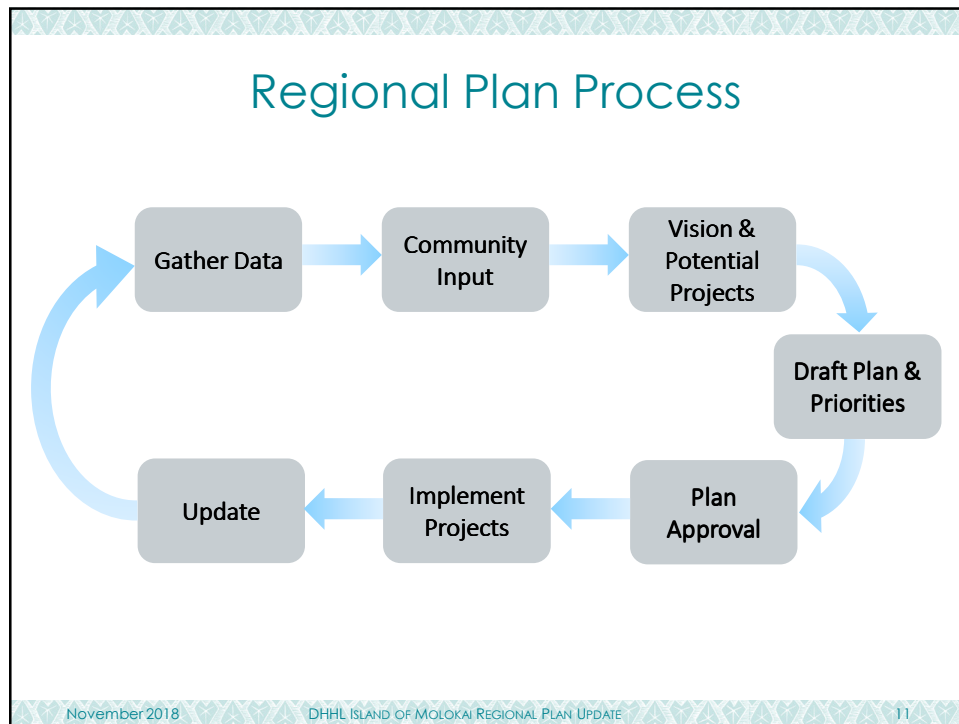 Regional Plan Process
Gather Data
Community
Input
Vision &
Potential
Projects
Draft Plan &
Priorities
Plan
Approval
Implement
Projects
Update
November 2018
DHHL ISLAND OF MOLOKAI REGIONAL PLAN UPDATE
11